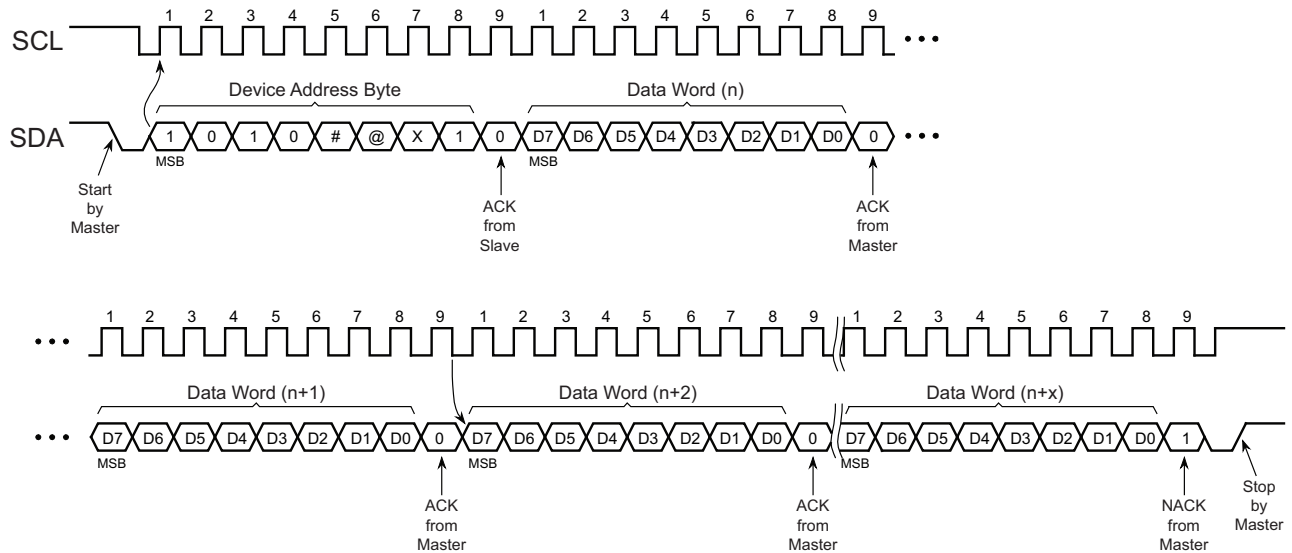 1 2 3 4 5 6 7 8 9 1 2 3 4 5 6 7 8 9
SCL
Device Address Byte Data Word (n)
SDA 1 0 1 0 # @ X 1 0 D7 D6 D5 D4 D3 D2 D1 D0 0
MSB MSB
Start
by
Master
ACK
from
Slave
ACK
from
Master
1 2 3 4 5 6 7 8 9 1 2 3 4 5 6 7 8 9 1 2 3 4 5 6 7 8 9
Data Word (n+1) Data Word (n+2) Data Word (n+x)
D7 D6 D5 D4 D3 D2 D1 D0 0 D7 D6 D5 D4 D3 D2 D1 D0 0 D7 D6 D5 D4 D3 D2 D1 D0 1
MSB MSB MSB
ACK
from
Master
ACK
from
Master
NACK
from
Master
Stop
by
Master